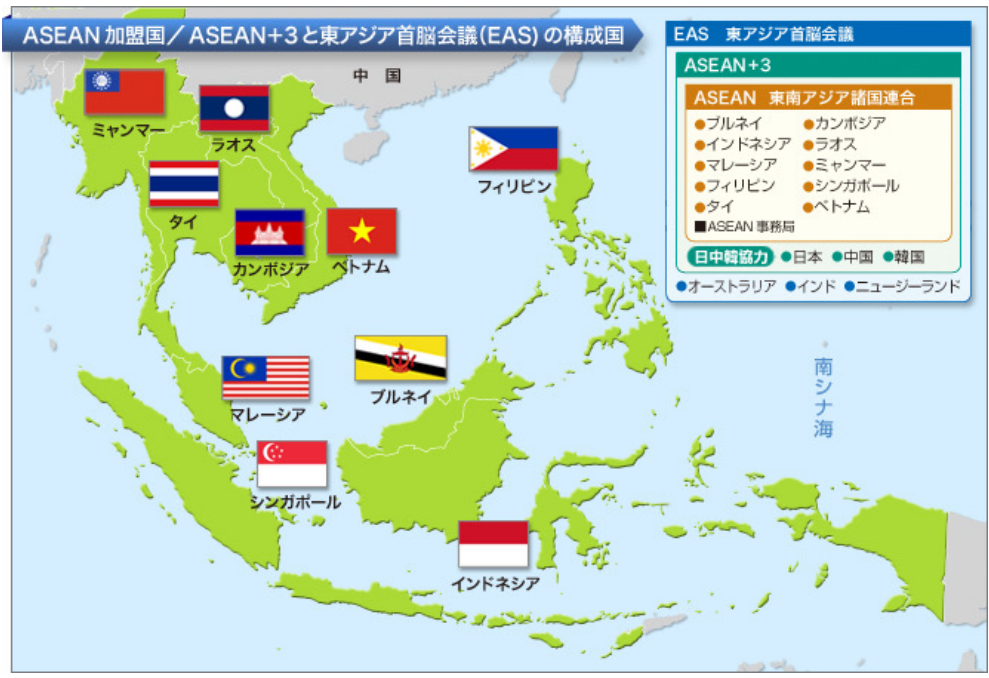 ASEAN 加盟国／ASEAN+3と東アジア首脳会議(EAS) の構成国
EAS 東アジア首脳会議
ASEAN+3
ASEAN 東南アジア諸国連合
●ブルネイ ●カンボジア
●インドネシア ●ラオス
●マレーシア ●ミャンマー
●フィリピン ●シンガポール
●タイ ●ベトナム
■ASEAN 事務局
日中韓協力 ●日本 ●中国 ●韓国
●オーストラリア ●インド ●ニュージーランド
中国
ミャンマー
ラオス
フィリピン
タイ
カンボジア
ベトナム
マレーシア
ブルネイ
シンガポール
インドネシア
南シナ海